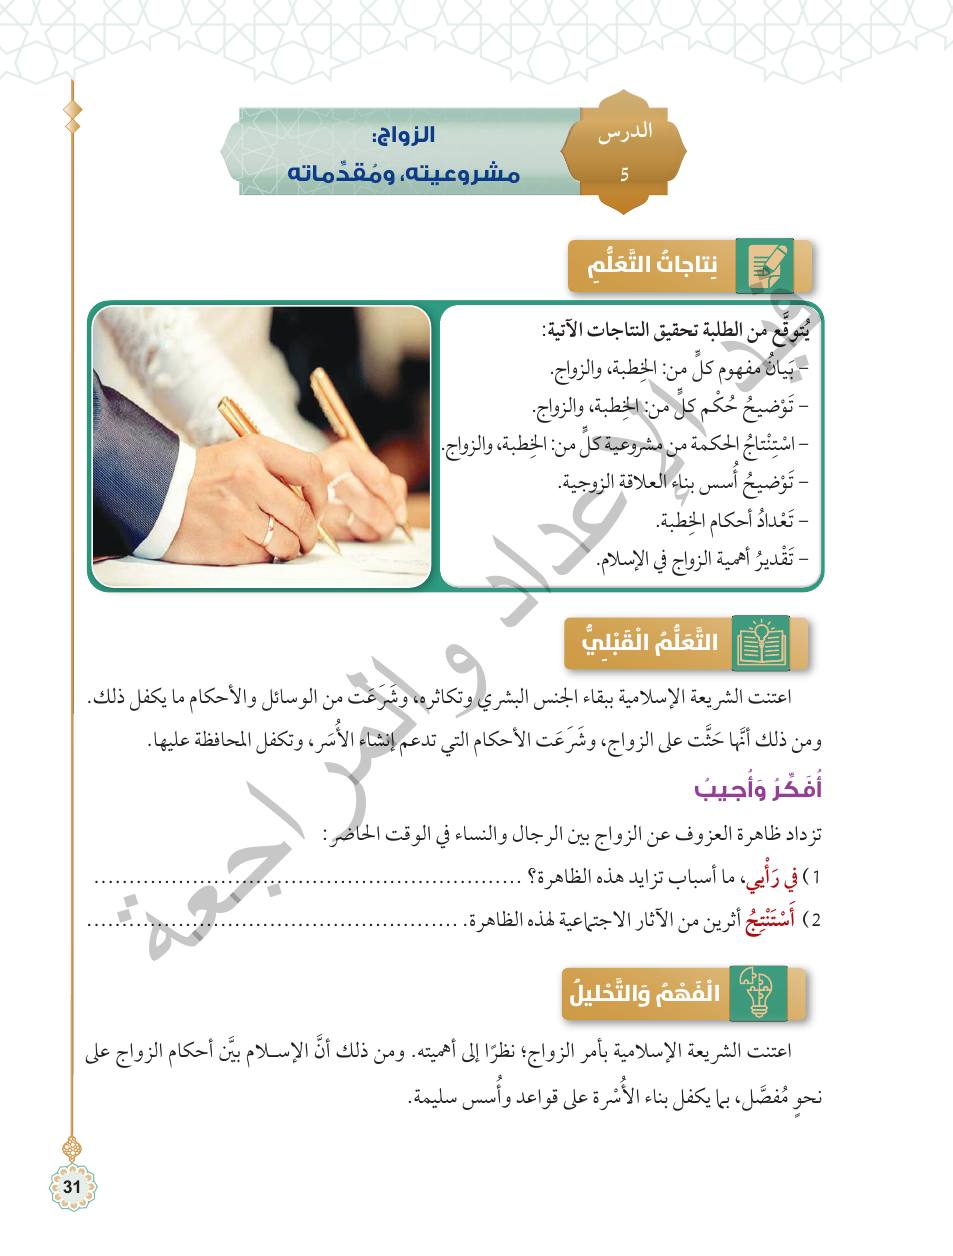 الدرس
5
الزواج:
مشروعيته، ومُقدِّماته
نِتاجاتُ التَّعَلُّمِ
يُتوقَّع من الطلبة تحقيق النتاجات الآتية:
– بَيانُ مفهوم كلٍّ من: الخِطبة، والزواج.
– تَوْضيحُ حُكْم كلٍّ من: الخِطبة، والزواج.
– اسْتِنْتاجُ الحكمة من مشروعية كلٍّ من: الخِطبة، والزواج.
– تَوْضيحُ أُسس بناء العلاقة الزوجية.
– تَعْدادُ أحكام الخِطبة.
– تَقْديرُ أهمية الزواج في الإسلام.
التَّعَلُّمُ الْقَبْلِيُّ
اعتنت الشريعة الإسلامية ببقاء الجنس البشري وتكاثره، وشَرَعَت من الوسائل والأحكام ما يكفل ذلك.
ومن ذلك أنَّها حَثَّت على الزواج، وشَرَعَت الأحكام التي تدعم إنشاء الأُسَر، وتكفل المحافظة عليها.
أُفَكِّرُ وَأُجيبُ
تزداد ظاهرة العزوف عن الزواج بين الرجال والنساء في الوقت الحاضر:
1) في رَأْيي، ما أسباب تزايد هذه الظاهرة؟ ............................................................
2) أَسْتَنْتِجُ أثرين من الآثار الاجتماعية لهذه الظاهرة. ....................................................
الْفَهْمُ وَالتَّحْليلُ
اعتنت الشريعة الإسلامية بأمر الزواج؛ نظرًا إلى أهميته. ومن ذلك أنَّ الإسـلام بيَّن أحكام الزواج على
نحوٍ مُفصَّل، بما يكفل بناء الأُسْرة على قواعد وأُسس سليمة.
31
قيد الإعداد والمراجعة